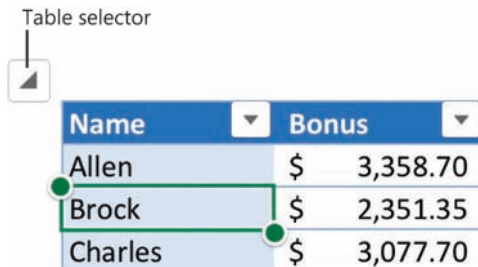 Table selector
Name Bonus
Allen $ 3,358.70
Brock $ 2,351.35
Charles $ 3,077.70